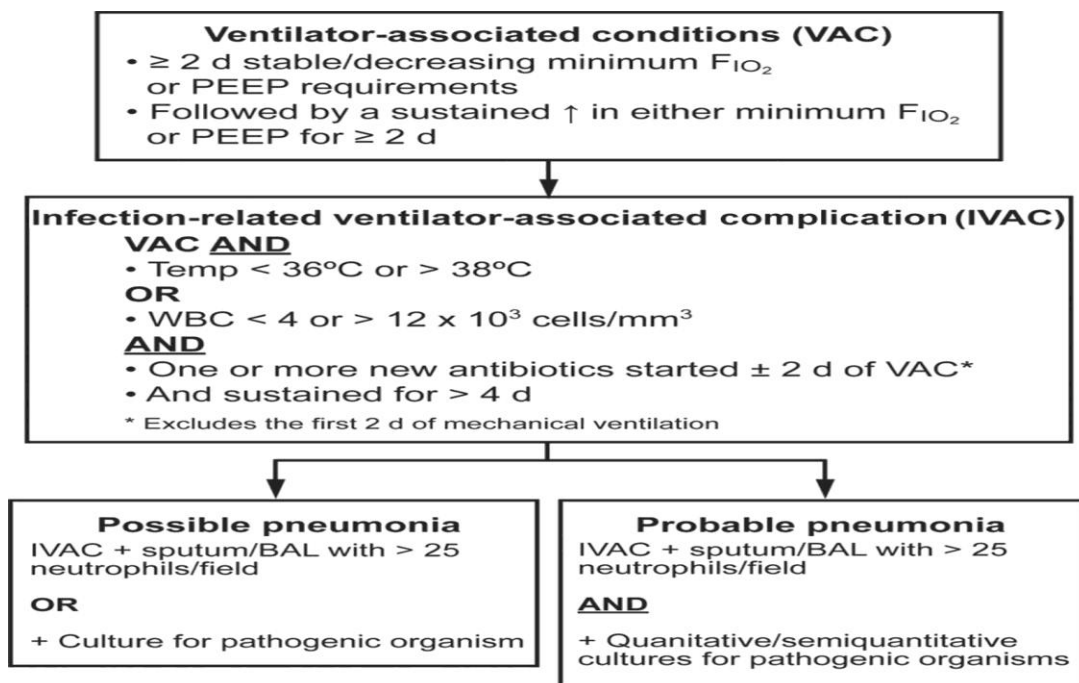 Ventilator-associated conditions (VAC)
• ≥ 2 d stable/decreasing minimum FIO₂
or PEEP requirements
• Followed by a sustained ↑ in either minimum FIO₂
or PEEP for ≥ 2 d
Infection-related ventilator-associated complication (IVAC)
VAC AND
• Temp < 36ºC or > 38ºC
OR
• WBC < 4 or > 12 x 10³ cells/mm³
AND
• One or more new antibiotics started ± 2 d of VAC*
• And sustained for > 4 d
* Excludes the first 2 d of mechanical ventilation
Possible pneumonia
IVAC + sputum/BAL with > 25
neutrophils/field
OR
+ Culture for pathogenic organism
Probable pneumonia
IVAC + sputum/BAL with > 25
neutrophils/field
AND
+ Quanitative/semiquantitative
cultures for pathogenic organisms